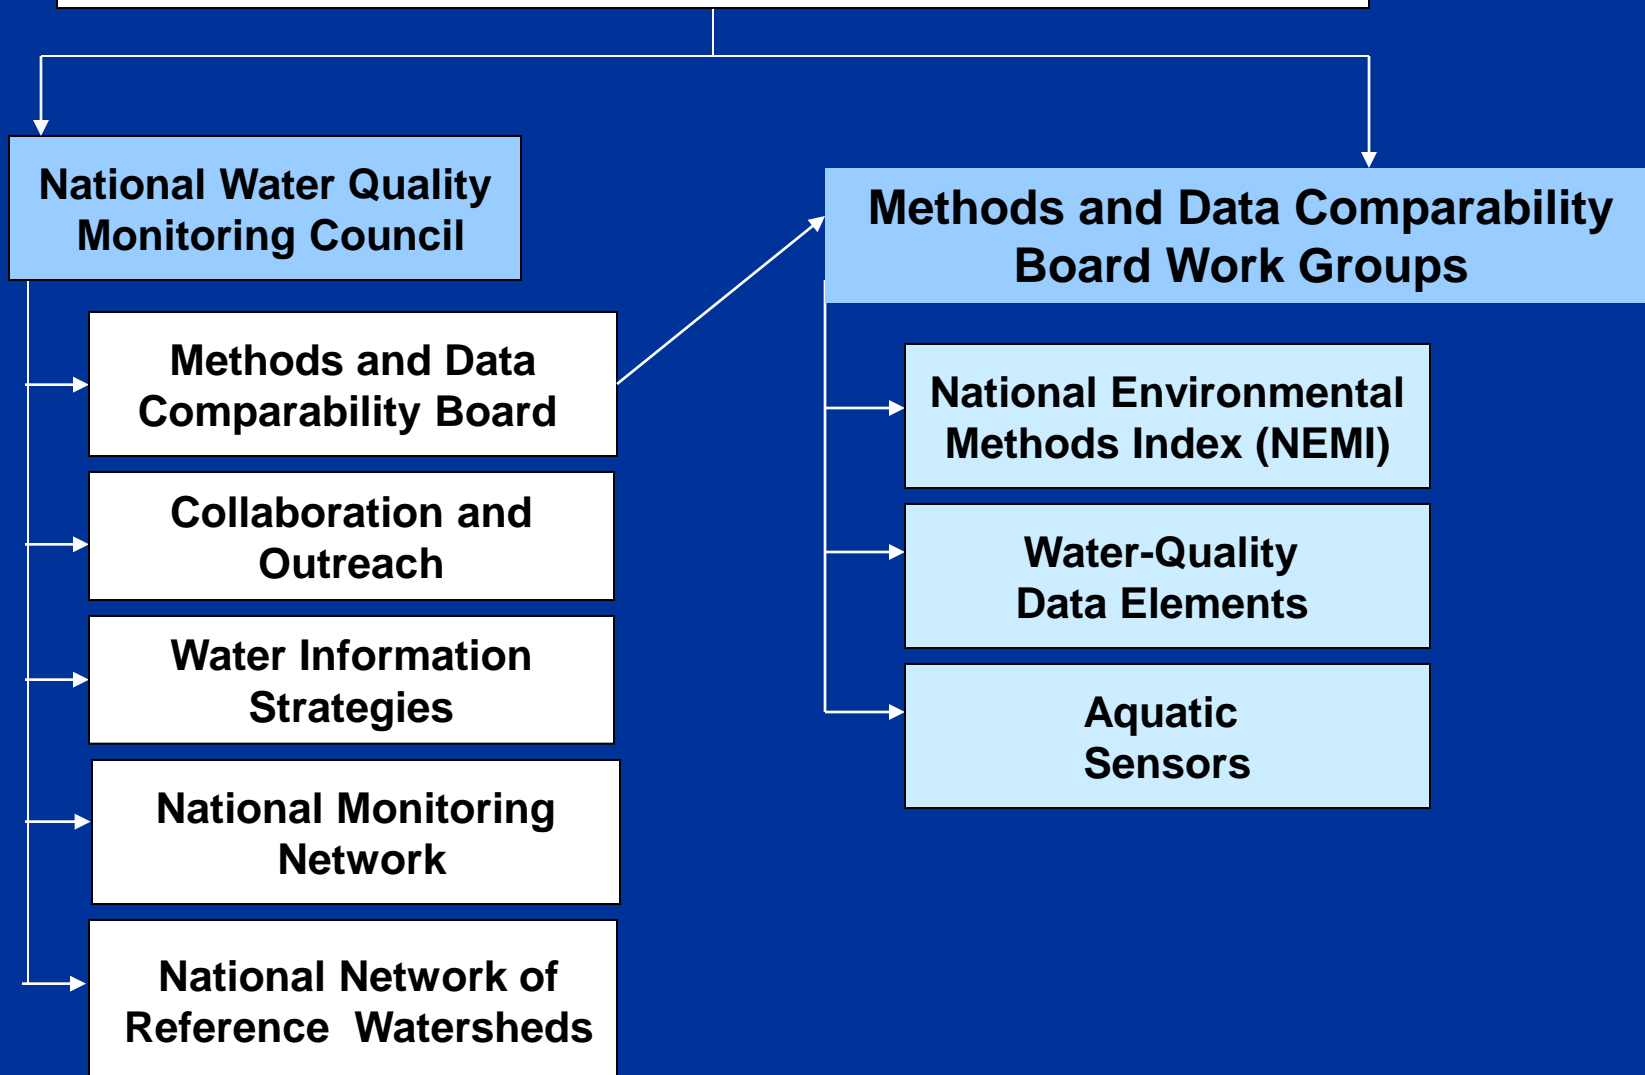 National Water Quality
Monitoring Council
Methods and Data
Comparability Board
Collaboration and
Outreach
Water Information
Strategies
National Monitoring
Network
National Network of
Reference Watersheds
Methods and Data Comparability
Board Work Groups
National Environmental
Methods Index (NEMI)
Water-Quality
Data Elements
Aquatic
Sensors